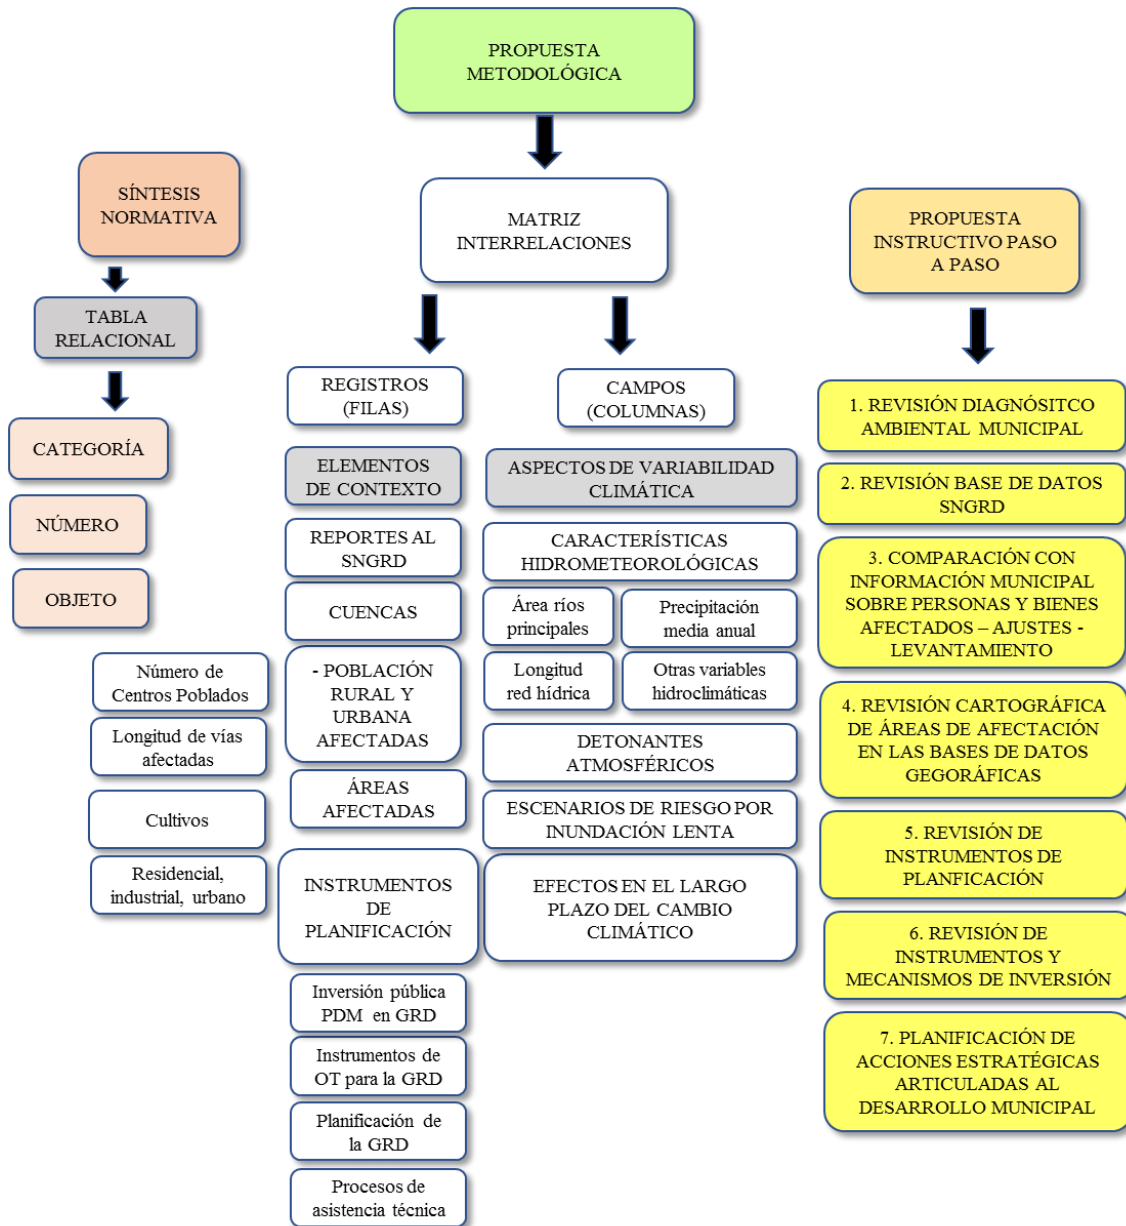 PROPUESTA
METODOLÓGICA
SÍNTESIS
NORMATIVA
TABLA
RELACIONAL
CATEGORÍA
NÚMERO
OBJETO
MATRIZ
INTERRELACIONES
REGISTROS
(FILAS)
ELEMENTOS
DE CONTEXTO
REPORTES AL
SNGRD
CUENCAS
- POBLACIÓN
RURAL Y
URBANA
AFECTADAS
ÁREAS
AFECTADAS
Número de
Centros Poblados
Longitud de vías
afectadas
Cultivos
Residencial,
industrial, urbano
INSTRUMENTOS
DE
PLANIFICACIÓN
Inversión pública
PDM en GRD
Instrumentos de
OT para la GRD
Planificación de
la GRD
Procesos de
asistencia técnica
CAMPOS
(COLUMNAS)
ASPECTOS DE VARIABILIDAD
CLIMÁTICA
CARACTERÍSTICAS
HIDROMETEOROLÓGICAS
Área ríos
principales
Precipitación
media anual
Longitud
red hídrica
Otras variables
hidroclimáticas
DETONANTES
ATMOSFÉRICOS
ESCENARIOS DE RIESGO POR
INUNDACIÓN LENTA
EFECTOS EN EL LARGO
PLAZO DEL CAMBIO
CLIMÁTICO
PROPUESTA
INSTRUCTIVO PASO
A PASO
1. REVISIÓN DIAGNÓSITCO
AMBIENTAL MUNICIPAL
2. REVISIÓN BASE DE DATOS
SNGRD
3. COMPARACIÓN CON
INFORMACIÓN MUNICIPAL
SOBRE PERSONAS Y BIENES
AFECTADOS – AJUSTES -
LEVANTAMIENTO
4. REVISIÓN CARTOGRÁFICA
DE ÁREAS DE AFECTACIÓN
EN LAS BASES DE DATOS
GEGORÁFICAS
5. REVISIÓN DE
INSTRUMENTOS DE
PLANFICACIÓN
6. REVISIÓN DE
INSTRUMENTOS Y
MECANISMOS DE INVERSIÓN
7. PLANIFICACIÓN DE
ACCIONES ESTRATÉGICAS
ARTICULADAS AL
DESARROLLO MUNICIPAL